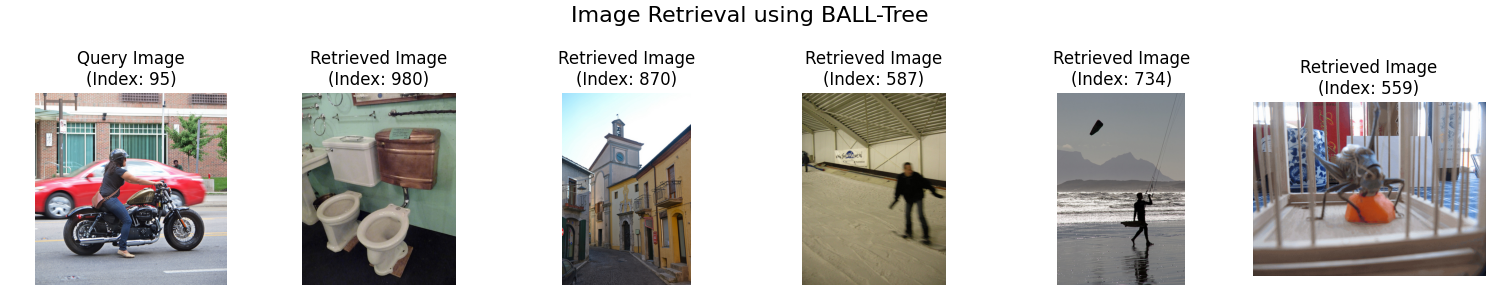 Image Retrieval using BALL-Tree
Query Image
(Index: 95)
Retrieved Image
(Index: 980)
Retrieved Image
(Index: 870)
Retrieved Image
(Index: 587)
Retrieved Image
(Index: 734)
Retrieved Image
(Index: 559)